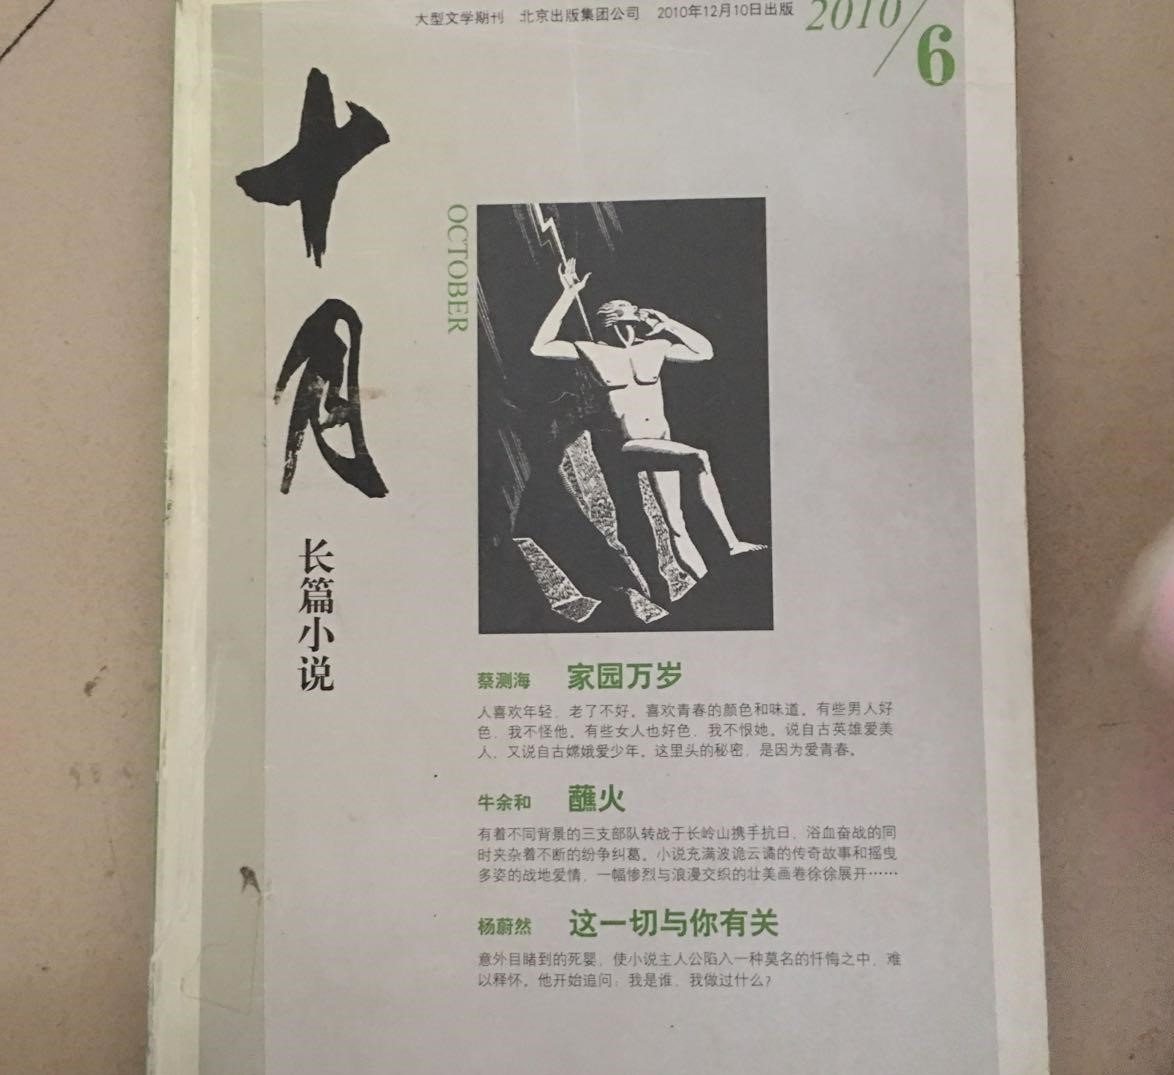 大型文学期刊 北京出版集团公司 2010年12月10日出版
2010/6
十月
OCTOBER
长篇小说
蔡测海 家园万岁
人喜欢年轻，老了不好。喜欢青春的颜色和味道。有些男人好
色，我不怪他。有些女人也好色，我不恨她。说自古英雄爱美
人，又说自古嫦娥爱少年。这里头的秘密，是因为爱青春。
牛余和 蘸火
有着不同背景的三支部队转战于长岭山携手抗日，浴血奋战的同
时夹杂着不断的纷争纠葛。小说充满波诡云谲的传奇故事和摇曳
多姿的战地爱情，一幅惨烈与浪漫交织的壮美画卷徐徐展开……
杨蔚然 这一切与你有关
意外目睹到的死婴，使小说主人公陷入一种莫名的忏悔之中，难
以释怀。他开始追问：我是谁，我做过什么？